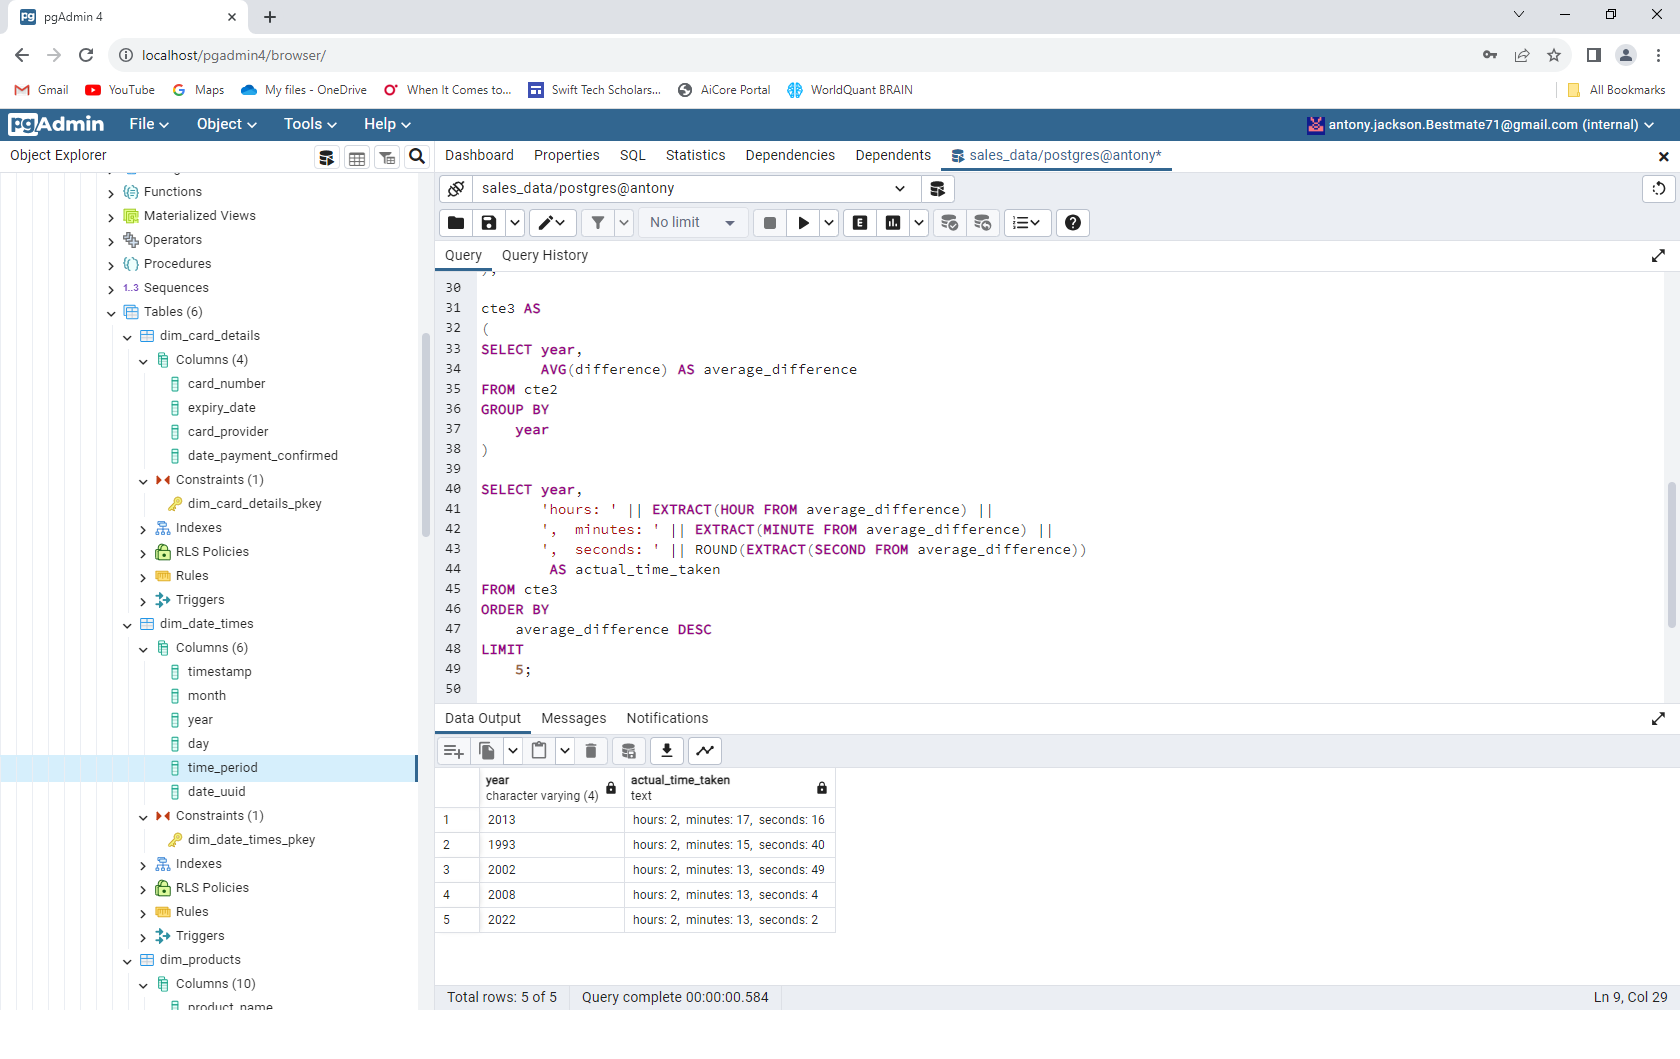 pgAdmin 4
localhost/pgadmin4/browser/
Gmail YouTube Maps My files - OneDrive When It Comes to... Swift Tech Scholars... AiCore Portal WorldQuant BRAIN All Bookmarks
pgAdmin File Object Tools Help antony.jackson.Bestmate71@gmail.com (internal)
Object Explorer
Functions
Materialized Views
Operators
Procedures
1..3 Sequences
Tables (6)
dim_card_details
Columns (4)
card_number
expiry_date
card_provider
date_payment_confirmed
Constraints (1)
dim_card_details_pkey
Indexes
RLS Policies
Rules
Triggers
dim_date_times
Columns (6)
timestamp
month
year
day
time_period
date_uuid
Constraints (1)
dim_date_times_pkey
Indexes
RLS Policies
Rules
Triggers
dim_products
Columns (10)
product_name
Dashboard Properties SQL Statistics Dependencies Dependents sales_data/postgres@antony*
sales_data/postgres@antony
No limit
Query Query History
),
30
31 cte3 AS
32 (
33 SELECT year,
34 AVG(difference) AS average_difference
35 FROM cte2
36 GROUP BY
37 year
38 )
39
40 SELECT year,
41 'hours: ' || EXTRACT(HOUR FROM average_difference) ||
42 ',  minutes: ' || EXTRACT(MINUTE FROM average_difference) ||
43 ',  seconds: ' || ROUND(EXTRACT(SECOND FROM average_difference))
44 AS actual_time_taken
45 FROM cte3
46 ORDER BY
47 average_difference DESC
48 LIMIT
49 5;
50
Data Output Messages Notifications
year actual_time_taken
character varying (4) text
1 2013 hours: 2,  minutes: 17,  seconds: 16
2 1993 hours: 2,  minutes: 15,  seconds: 40
3 2002 hours: 2,  minutes: 13,  seconds: 49
4 2008 hours: 2,  minutes: 13,  seconds: 4
5 2022 hours: 2,  minutes: 13,  seconds: 2
Total rows: 5 of 5 Query complete 00:00:00.584 Ln 9, Col 29